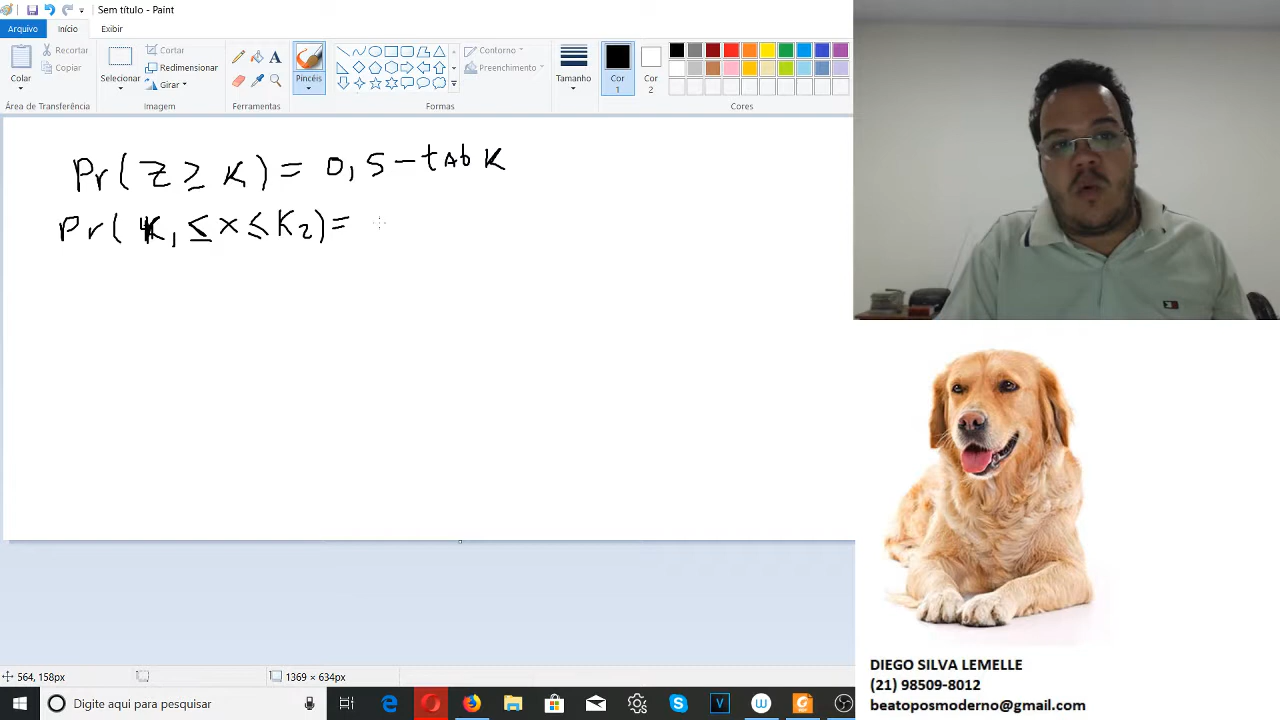 Sem título - Paint
Arquivo Início Exibir
Colar
Recortar
Copiar
Área de Transferência
Selecionar
Cortar
Redimensionar
Girar
Imagem
A
Ferramentas
Pincéis
Contorno
Preenchimento
Formas
Tamanho
Cor 1
Cor 2
Cores
Pr(Z ≥ K) = 0,5 - tab K
Pr(K1 ≤ x ≤ K2) =
564, 158px
1369 × 634px
DIEGO SILVA LEMELLE
(21) 98509-8012
beatoposmoderno@gmail.com
Digite aqui para pesquisar